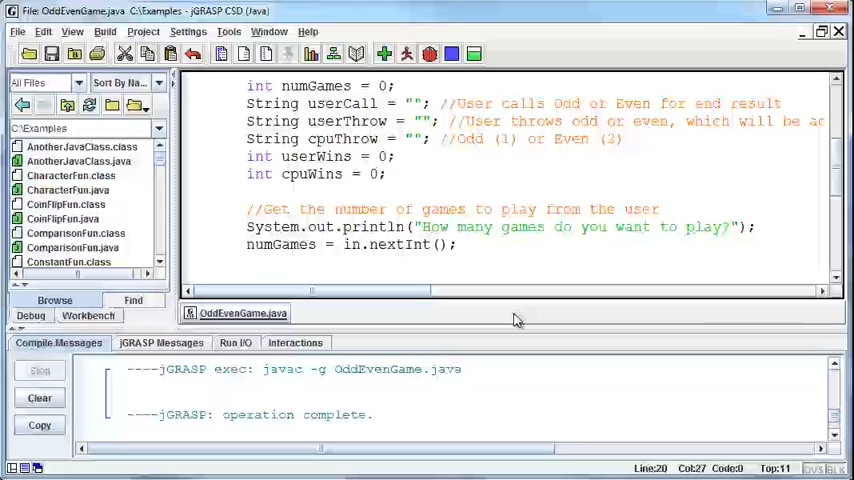 File: OddEvenGame.java C:\Examples - jGRASP CSD (Java)
File Edit View Build Project Settings Tools Window Help
All Files Sort By Na...
C:\Examples
AnotherJavaClass.class
AnotherJavaClass.java
CharacterFun.class
CharacterFun.java
CoinFlipFun.class
CoinFlipFun.java
ComparisonFun.class
ComparisonFun.java
ConstantFun.class
Browse Find
Debug Workbench
int numGames = 0;
String userCall = ""; //User calls Odd or Even for end result
String userThrow = ""; //User throws odd or even, which will be ad
String cpuThrow = ""; //Odd (1) or Even (2)
int userWins = 0;
int cpuWins = 0;
//Get the number of games to play from the user
System.out.println("How many games do you want to play?");
numGames = in.nextInt();
OddEvenGame.java
Compile Messages jGRASP Messages Run I/O Interactions
Stop
Clear
Copy
----jGRASP exec: javac -g OddEvenGame.java
----jGRASP: operation complete.
Line:20 Col:27 Code:0 Top:11 OVS BLK